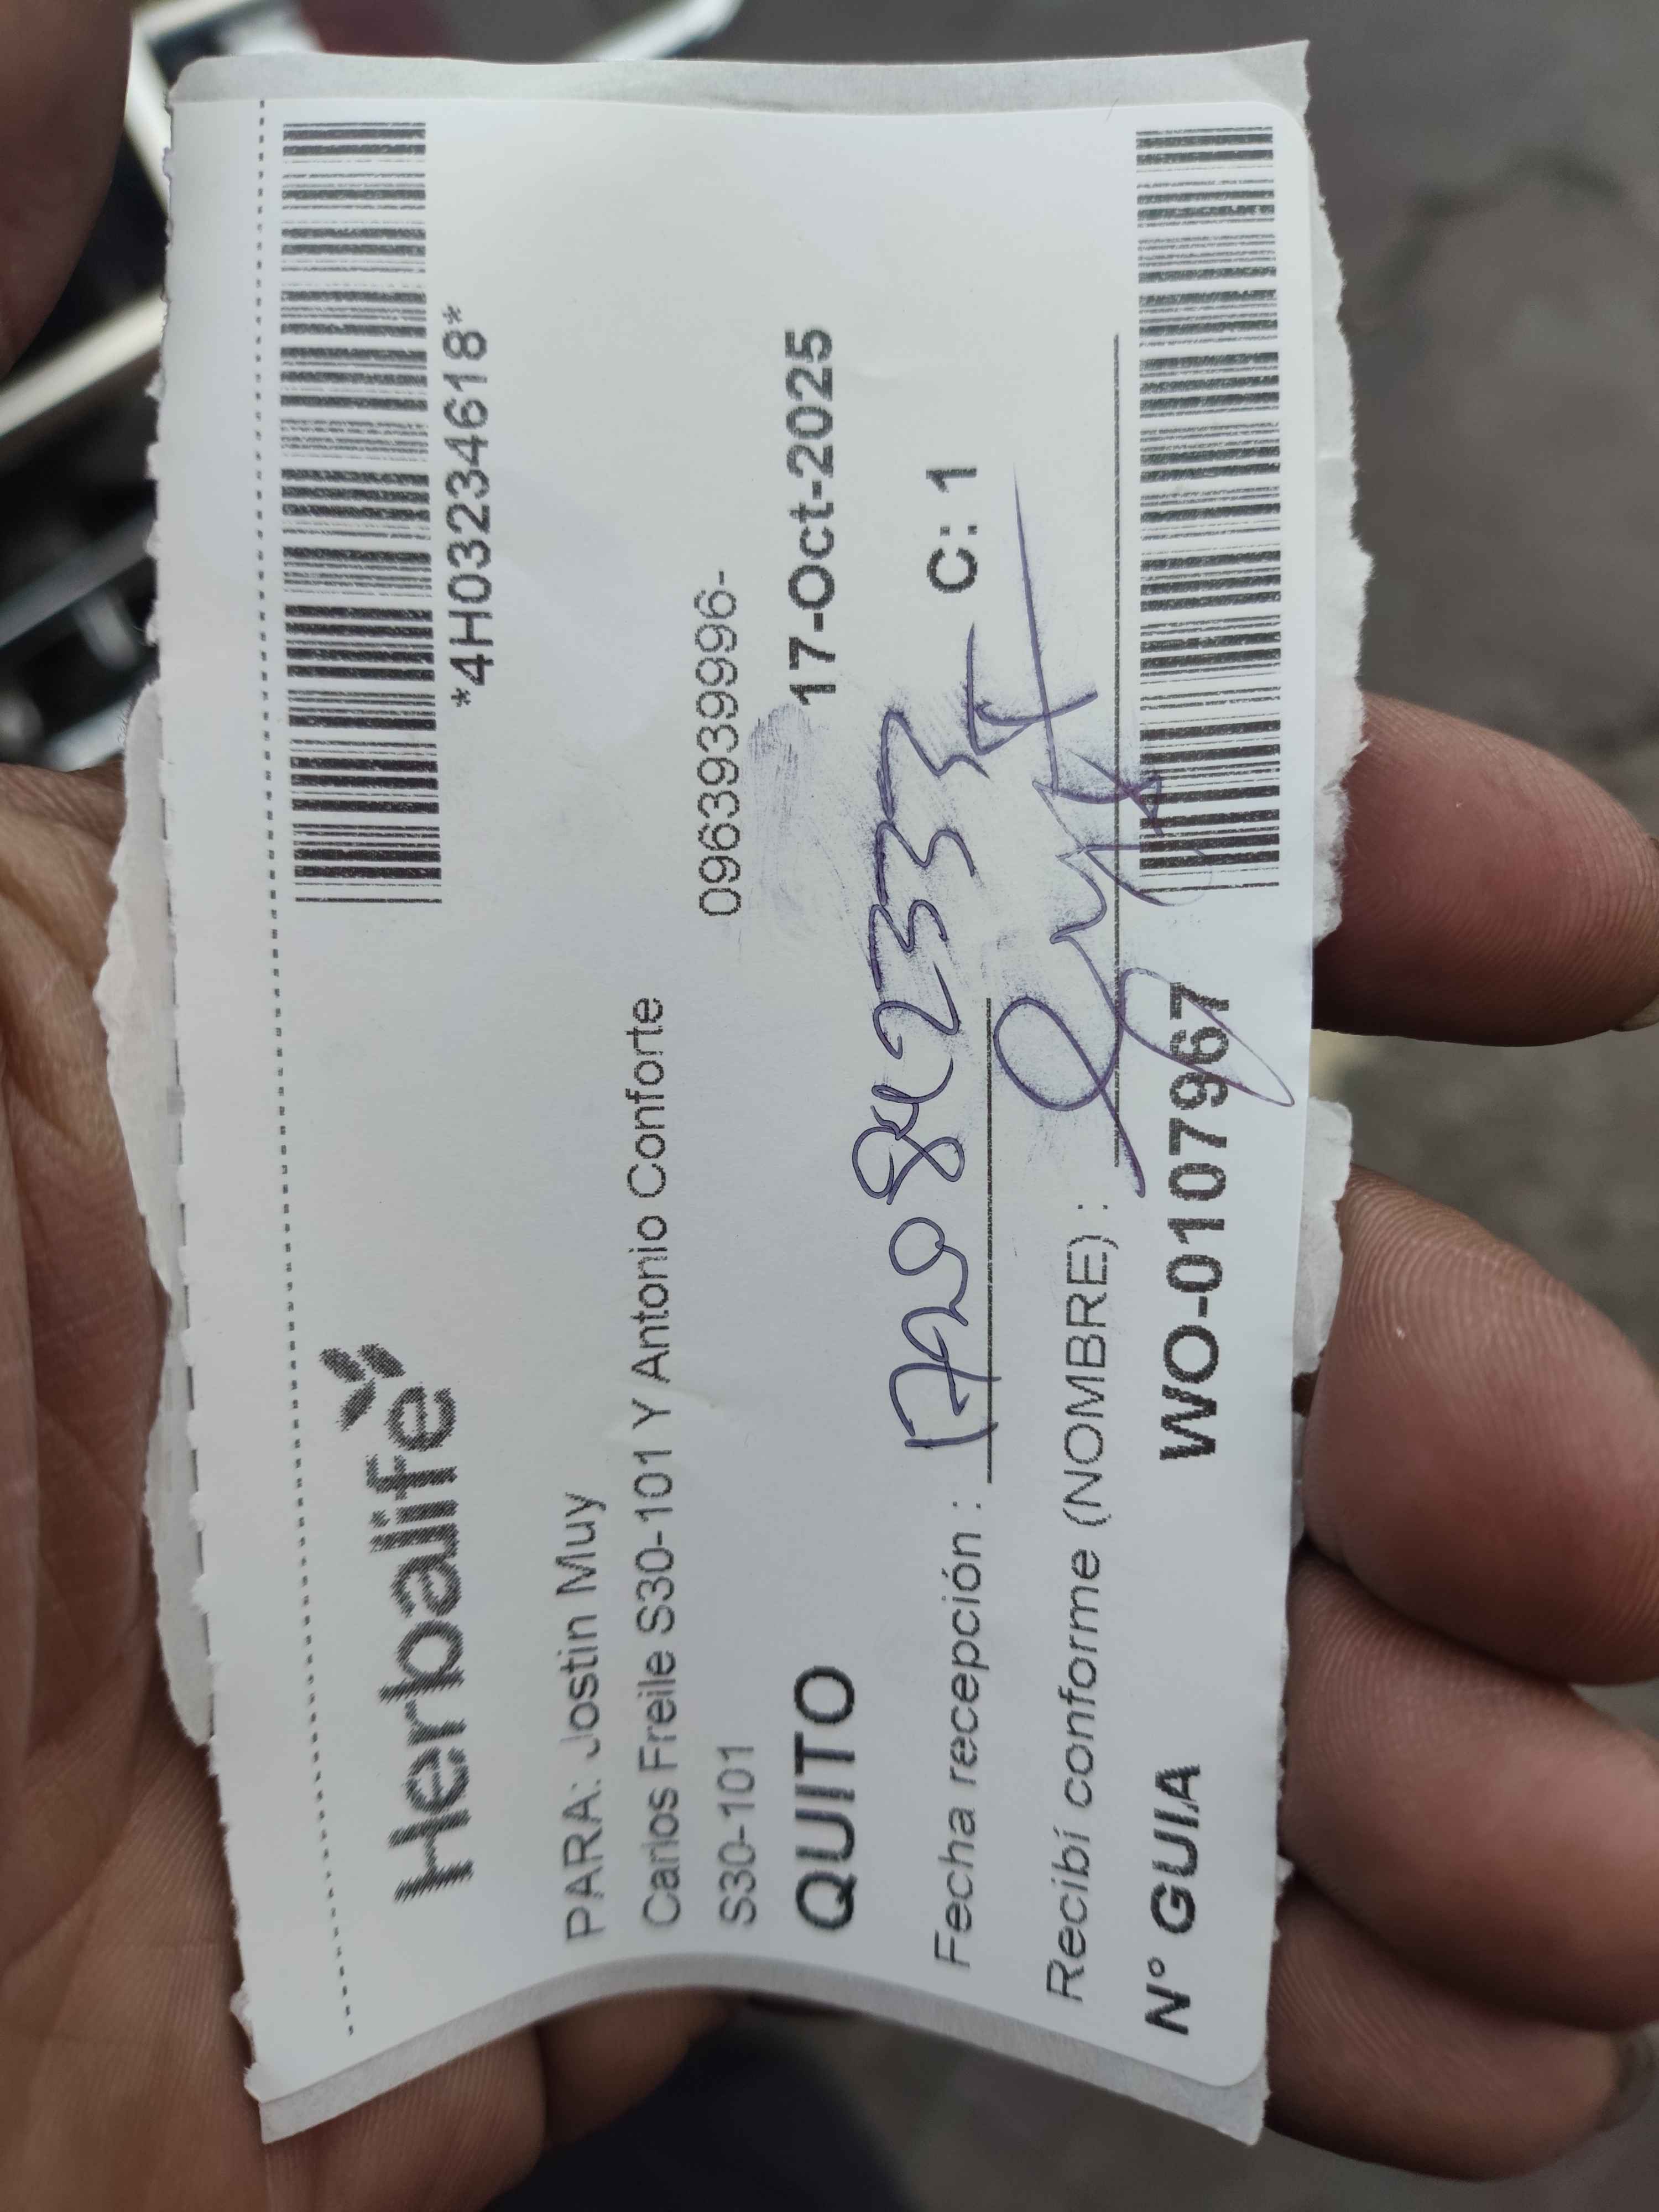 Herbalife
*4H03234618*
PARA: Jostin Muy
Carlos Freile S30-101 Y Antonio Conforte
S30-101
0963939996-
QUITO
17-Oct-2025
Fecha recepción :
C: 1
Recibí conforme (NOMBRE) :
N° GUIA
WO-0107967